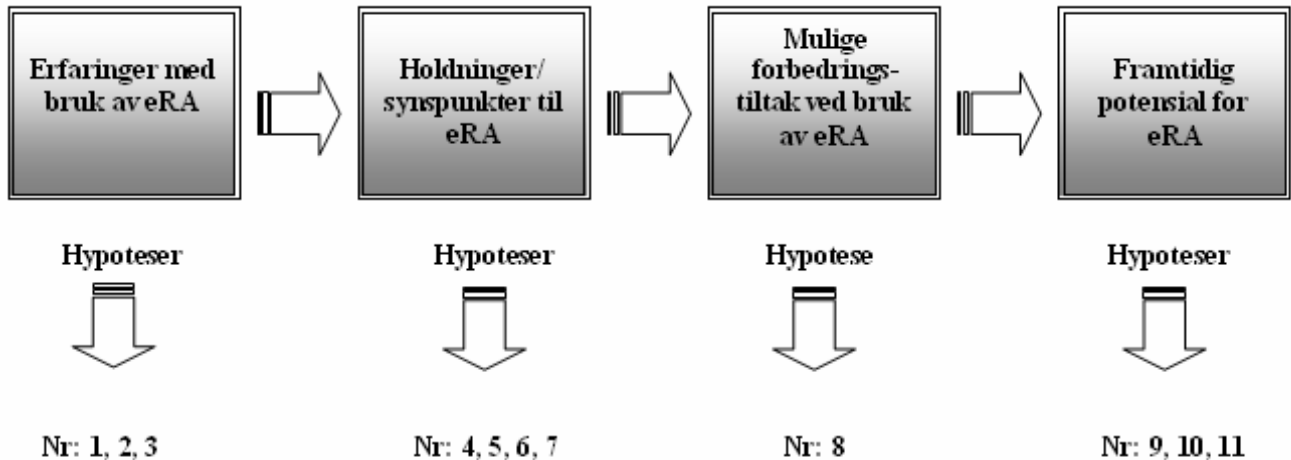 Erfaringer med
bruk av eRA
Holdninger/
synspunkter til
eRA
Mulige
forbedrings-
tiltak ved bruk
av eRA
Framtidig
potensial for
eRA
Hypoteser
Hypoteser
Hypotese
Hypoteser
Nr: 1, 2, 3
Nr: 4, 5, 6, 7
Nr: 8
Nr: 9, 10, 11